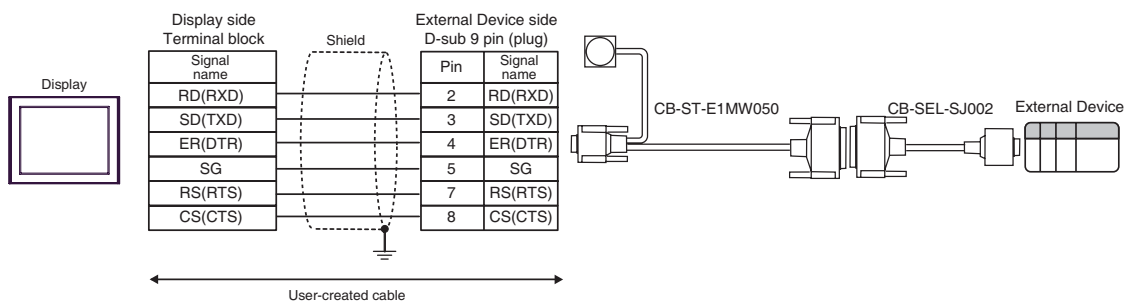 Display
Display side
Terminal block
Shield
External Device side
D-sub 9 pin (plug)
Signal
name
Pin
Signal
name
RD(RXD) 2 RD(RXD)
SD(TXD) 3 SD(TXD)
ER(DTR) 4 ER(DTR)
SG 5 SG
RS(RTS) 7 RS(RTS)
CS(CTS) 8 CS(CTS)
User-created cable
CB-ST-E1MW050
CB-SEL-SJ002
External Device